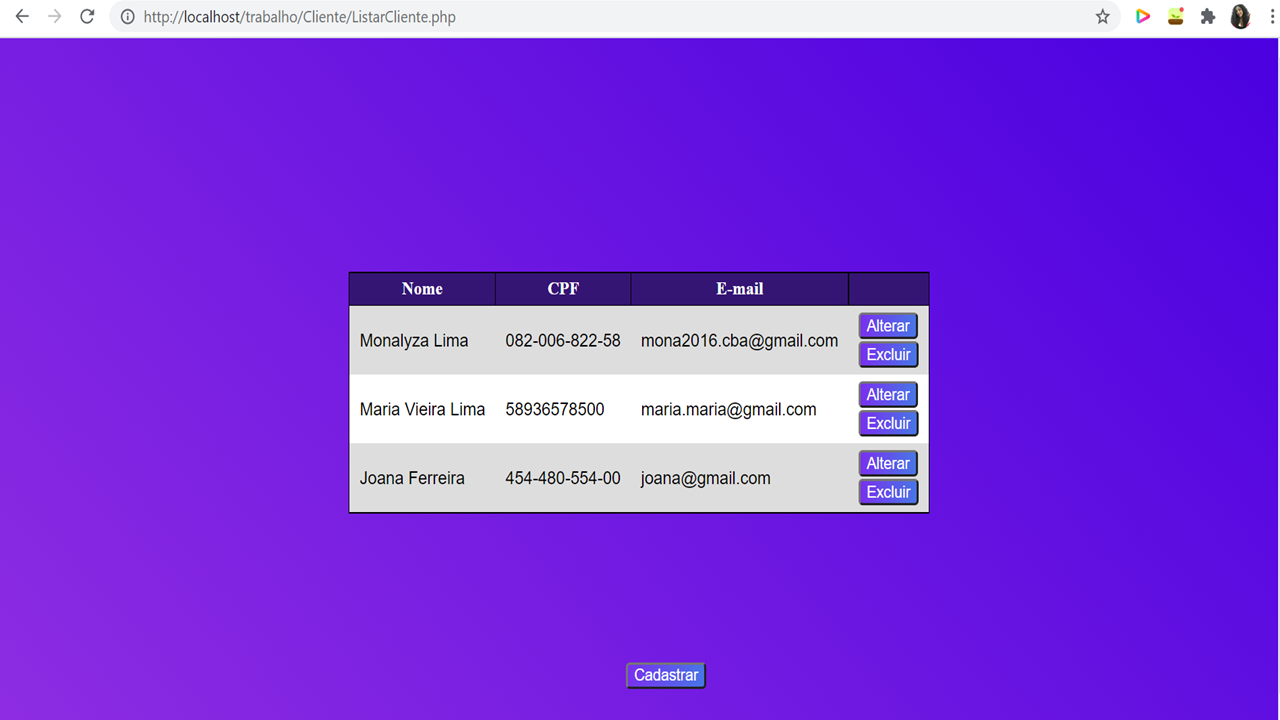 http://localhost/trabalho/Cliente/ListarCliente.php
Nome CPF E-mail
Monalyza Lima 082-006-822-58 mona2016.cba@gmail.com Alterar
Excluir
Maria Vieira Lima 58936578500 maria.maria@gmail.com Alterar
Excluir
Joana Ferreira 454-480-554-00 joana@gmail.com Alterar
Excluir
Cadastrar